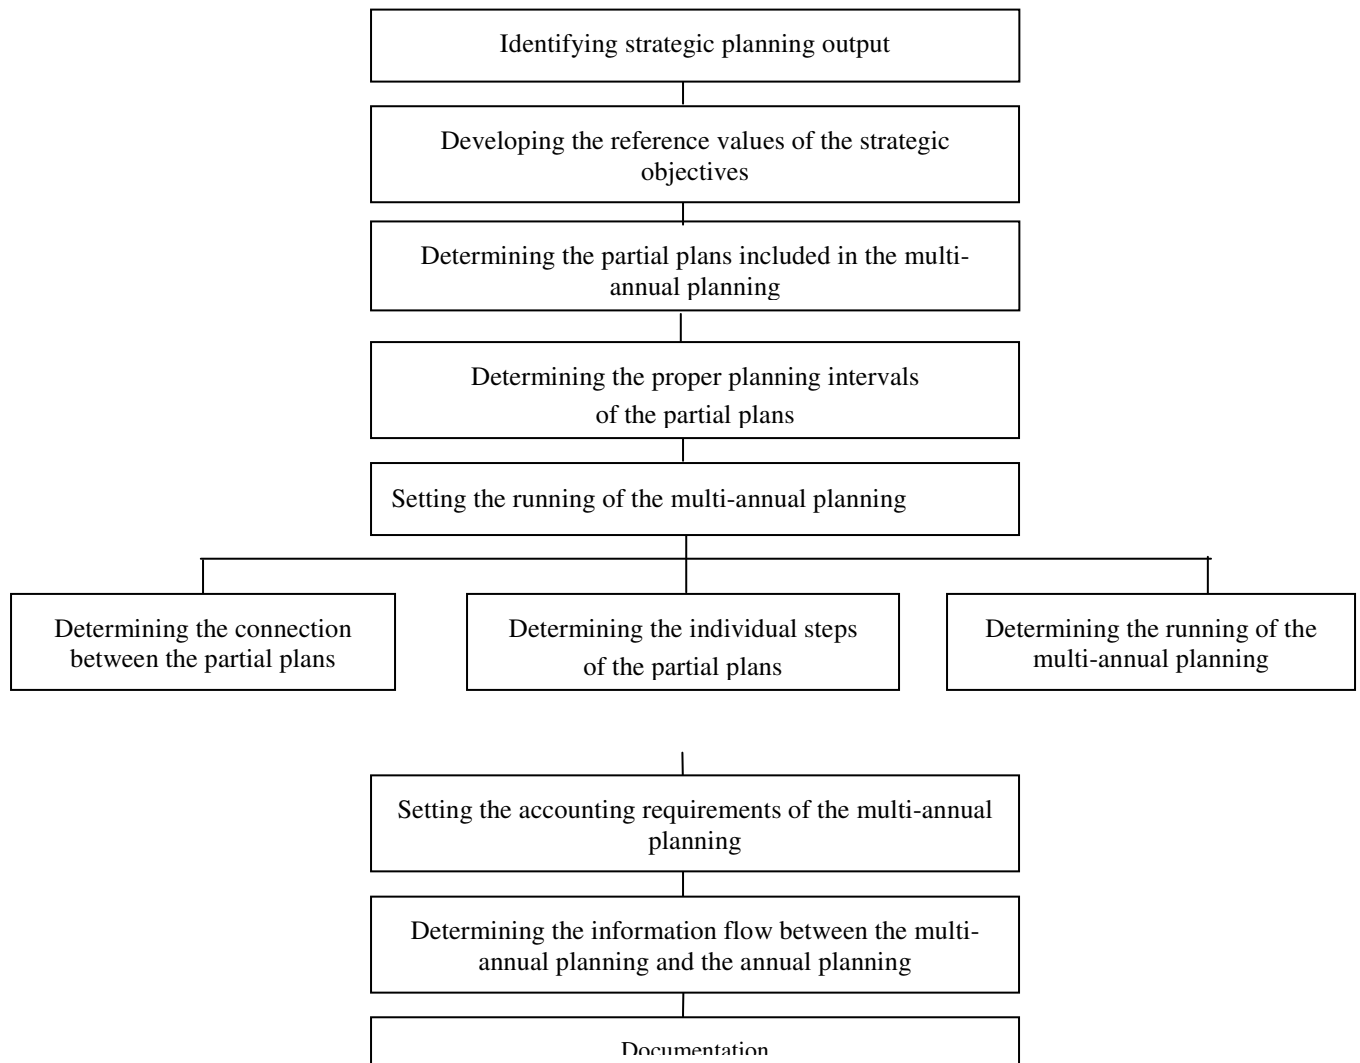 Identifying strategic planning output
Developing the reference values of the strategic
objectives
Determining the partial plans included in the multi-
annual planning
Determining the proper planning intervals
of the partial plans
Setting the running of the multi-annual planning
Determining the connection
between the partial plans
Determining the individual steps
of the partial plans
Determining the running of the
multi-annual planning
Setting the accounting requirements of the multi-annual
planning
Determining the information flow between the multi-
annual planning and the annual planning
Documentation